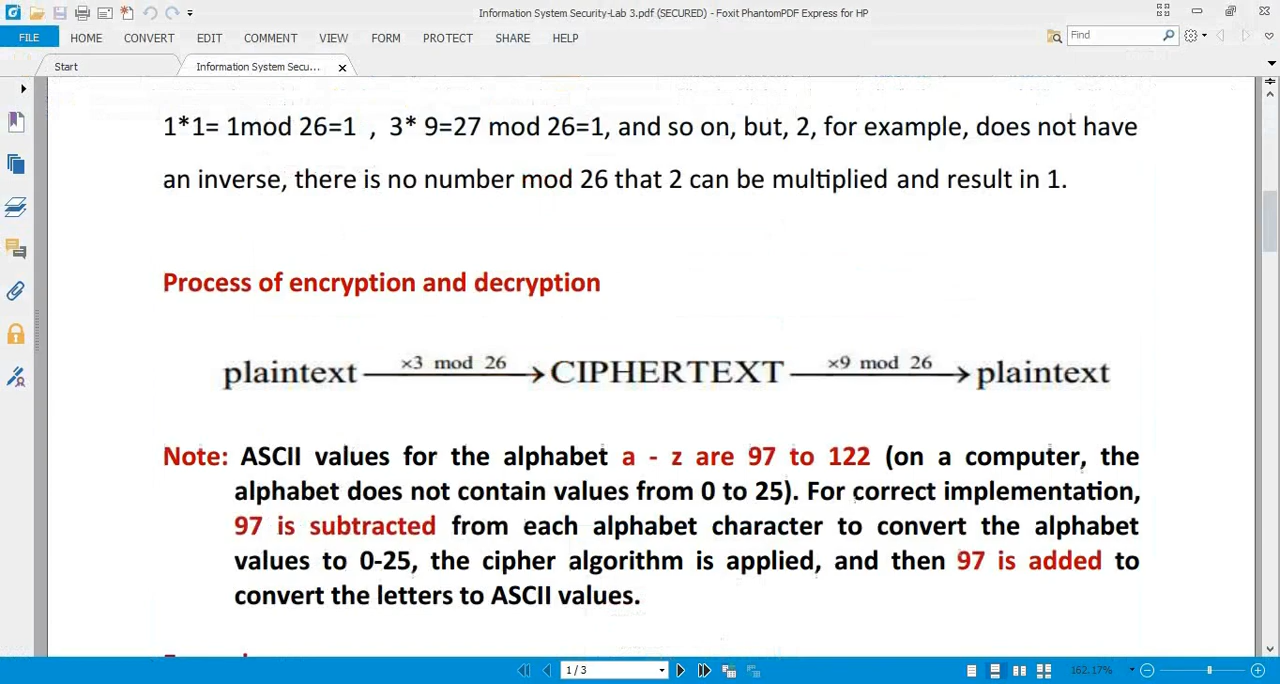 Information System Security-Lab 3.pdf (SECURED) - Foxit PhantomPDF Express for HP
FILE HOME CONVERT EDIT COMMENT VIEW FORM PROTECT SHARE HELP Find
Start Information System Secu...
1*1= 1mod 26=1 , 3* 9=27 mod 26=1, and so on, but, 2, for example, does not have
an inverse, there is no number mod 26 that 2 can be multiplied and result in 1.
Process of encryption and decryption
×3 mod 26 ×9 mod 26
plaintext CIPHERTEXT plaintext
Note: ASCII values for the alphabet a - z are 97 to 122 (on a computer, the
alphabet does not contain values from 0 to 25). For correct implementation,
97 is subtracted from each alphabet character to convert the alphabet
values to 0-25, the cipher algorithm is applied, and then 97 is added to
convert the letters to ASCII values.
1 / 3 162.17%